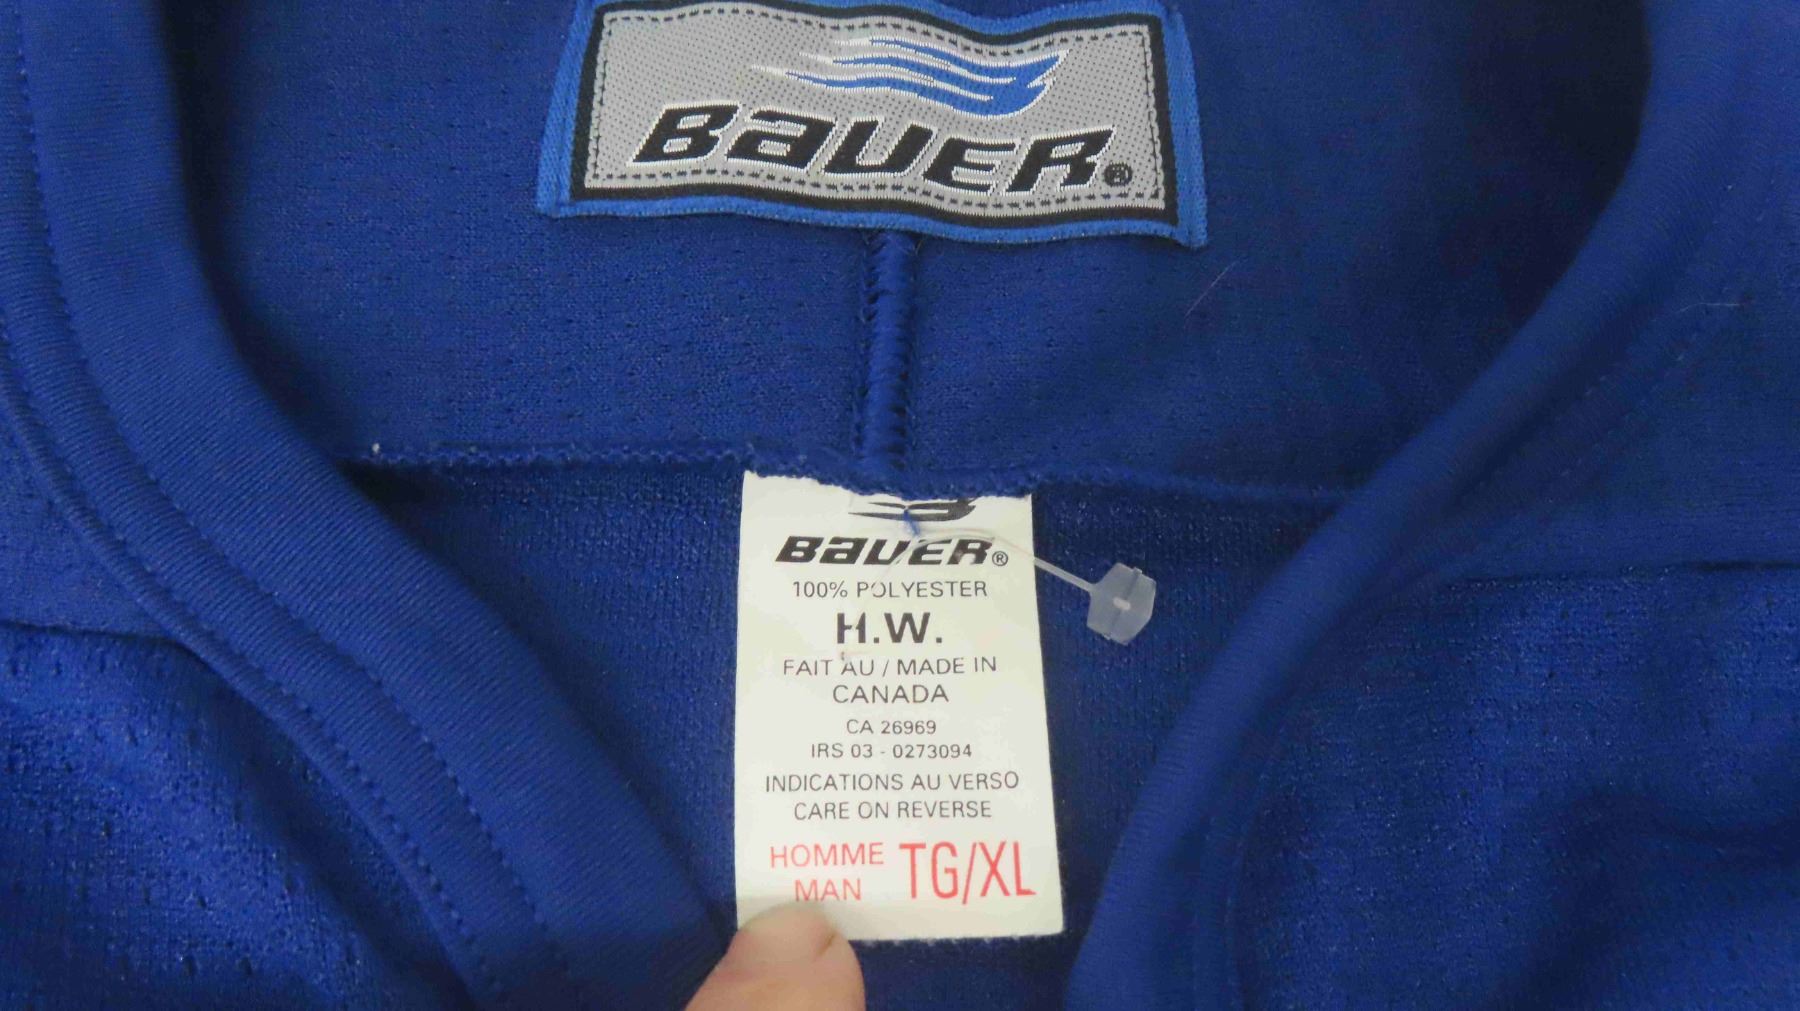 BAUER®
BAUER®
100% POLYESTER
H.W.
FAIT AU / MADE IN
CANADA
CA 26969
IRS 03 - 0273094
INDICATIONS AU VERSO
CARE ON REVERSE
HOMME TG/XL
MAN